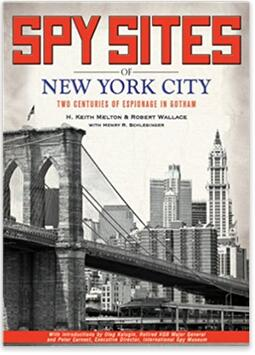 SPY SITES
OF
NEW YORK CITY
TWO CENTURIES OF ESPIONAGE IN GOTHAM
H. KEITH MELTON & ROBERT WALLACE
WITH HENRY R. SCHLESINGER
With introductions by Oleg Kalugin, Retired KGB Major General
and Peter Earnest, Executive Director, International Spy Museum